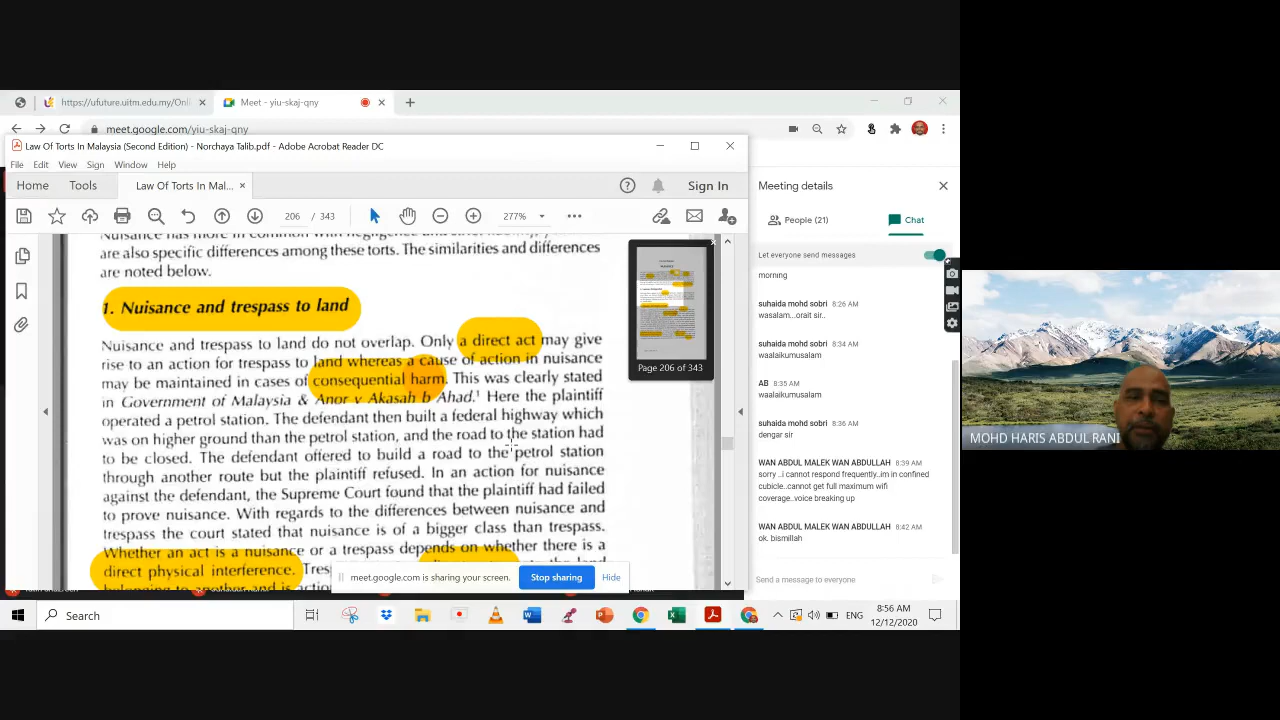 https://ufuture.uitm.edu.my/Onli
Meet - yiu-skaj-qny
meet.google.com/yiu-skaj-qny
Law Of Torts In Malaysia (Second Edition) - Norchaya Talib.pdf - Adobe Acrobat Reader DC
File Edit View Sign Window Help
Home Tools Law Of Torts In Mal... Sign In
206 / 343 277%
are also specific differences among these torts. The similarities and differences
are noted below.
1. Nuisance and trespass to land
Nuisance and trespass to land do not overlap. Only a direct act may give
rise to an action for trespass to land whereas a cause of action in nuisance
may be maintained in cases of consequential harm. This was clearly stated
in Government of Malaysia & Anor v Akasah b Ahad.¹ Here the plaintiff
operated a petrol station. The defendant then built a federal highway which
was on higher ground than the petrol station, and the road to the station had
to be closed. The defendant offered to build a road to the petrol station
through another route but the plaintiff refused. In an action for nuisance
against the defendant, the Supreme Court found that the plaintiff had failed
to prove nuisance. With regards to the differences between nuisance and
trespass the court stated that nuisance is of a bigger class than trespass.
Whether an act is a nuisance or a trespass depends on whether there is a
direct physical interference.
Page 206 of 343
meet.google.com is sharing your screen.
Stop sharing
Hide
Meeting details
People (21)
Chat
Let everyone send messages
morning
suhaida mohd sobri 8:26 AM
wasalam...orait sir..
suhaida mohd sobri 8:34 AM
waalaikumusalam
AB 8:35 AM
waalaikumusalam
suhaida mohd sobri 8:36 AM
dengar sir
WAN ABDUL MALEK WAN ABDULLAH 8:39 AM
sorry ..i cannot respond frequently..im in confined
cubicle..cannot get full maximum wifi
coverage..voice breaking up
WAN ABDUL MALEK WAN ABDULLAH 8:42 AM
ok. bismillah
Send a message to everyone
Search
ENG
8:56 AM
12/12/2020
MOHD HARIS ABDUL RANI